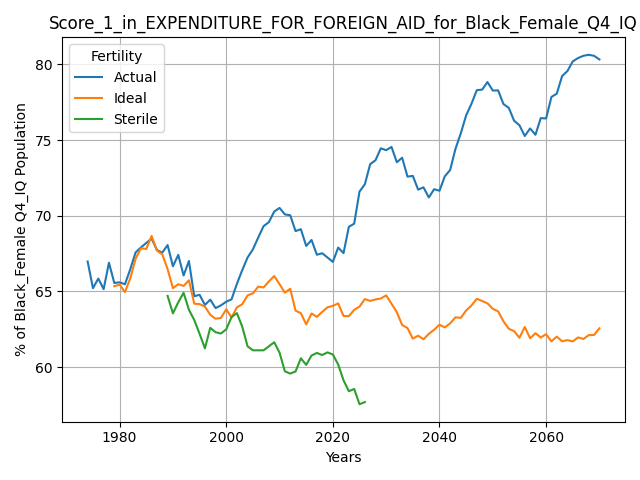 Score_1_in_EXPENDITURE_FOR_FOREIGN_AID_for_Black_Female_Q4_IQ
Fertility
Actual
Ideal
Sterile
% of Black_Female Q4_IQ Population
80
75
70
65
60
1980
2000
2020
2040
2060
Years